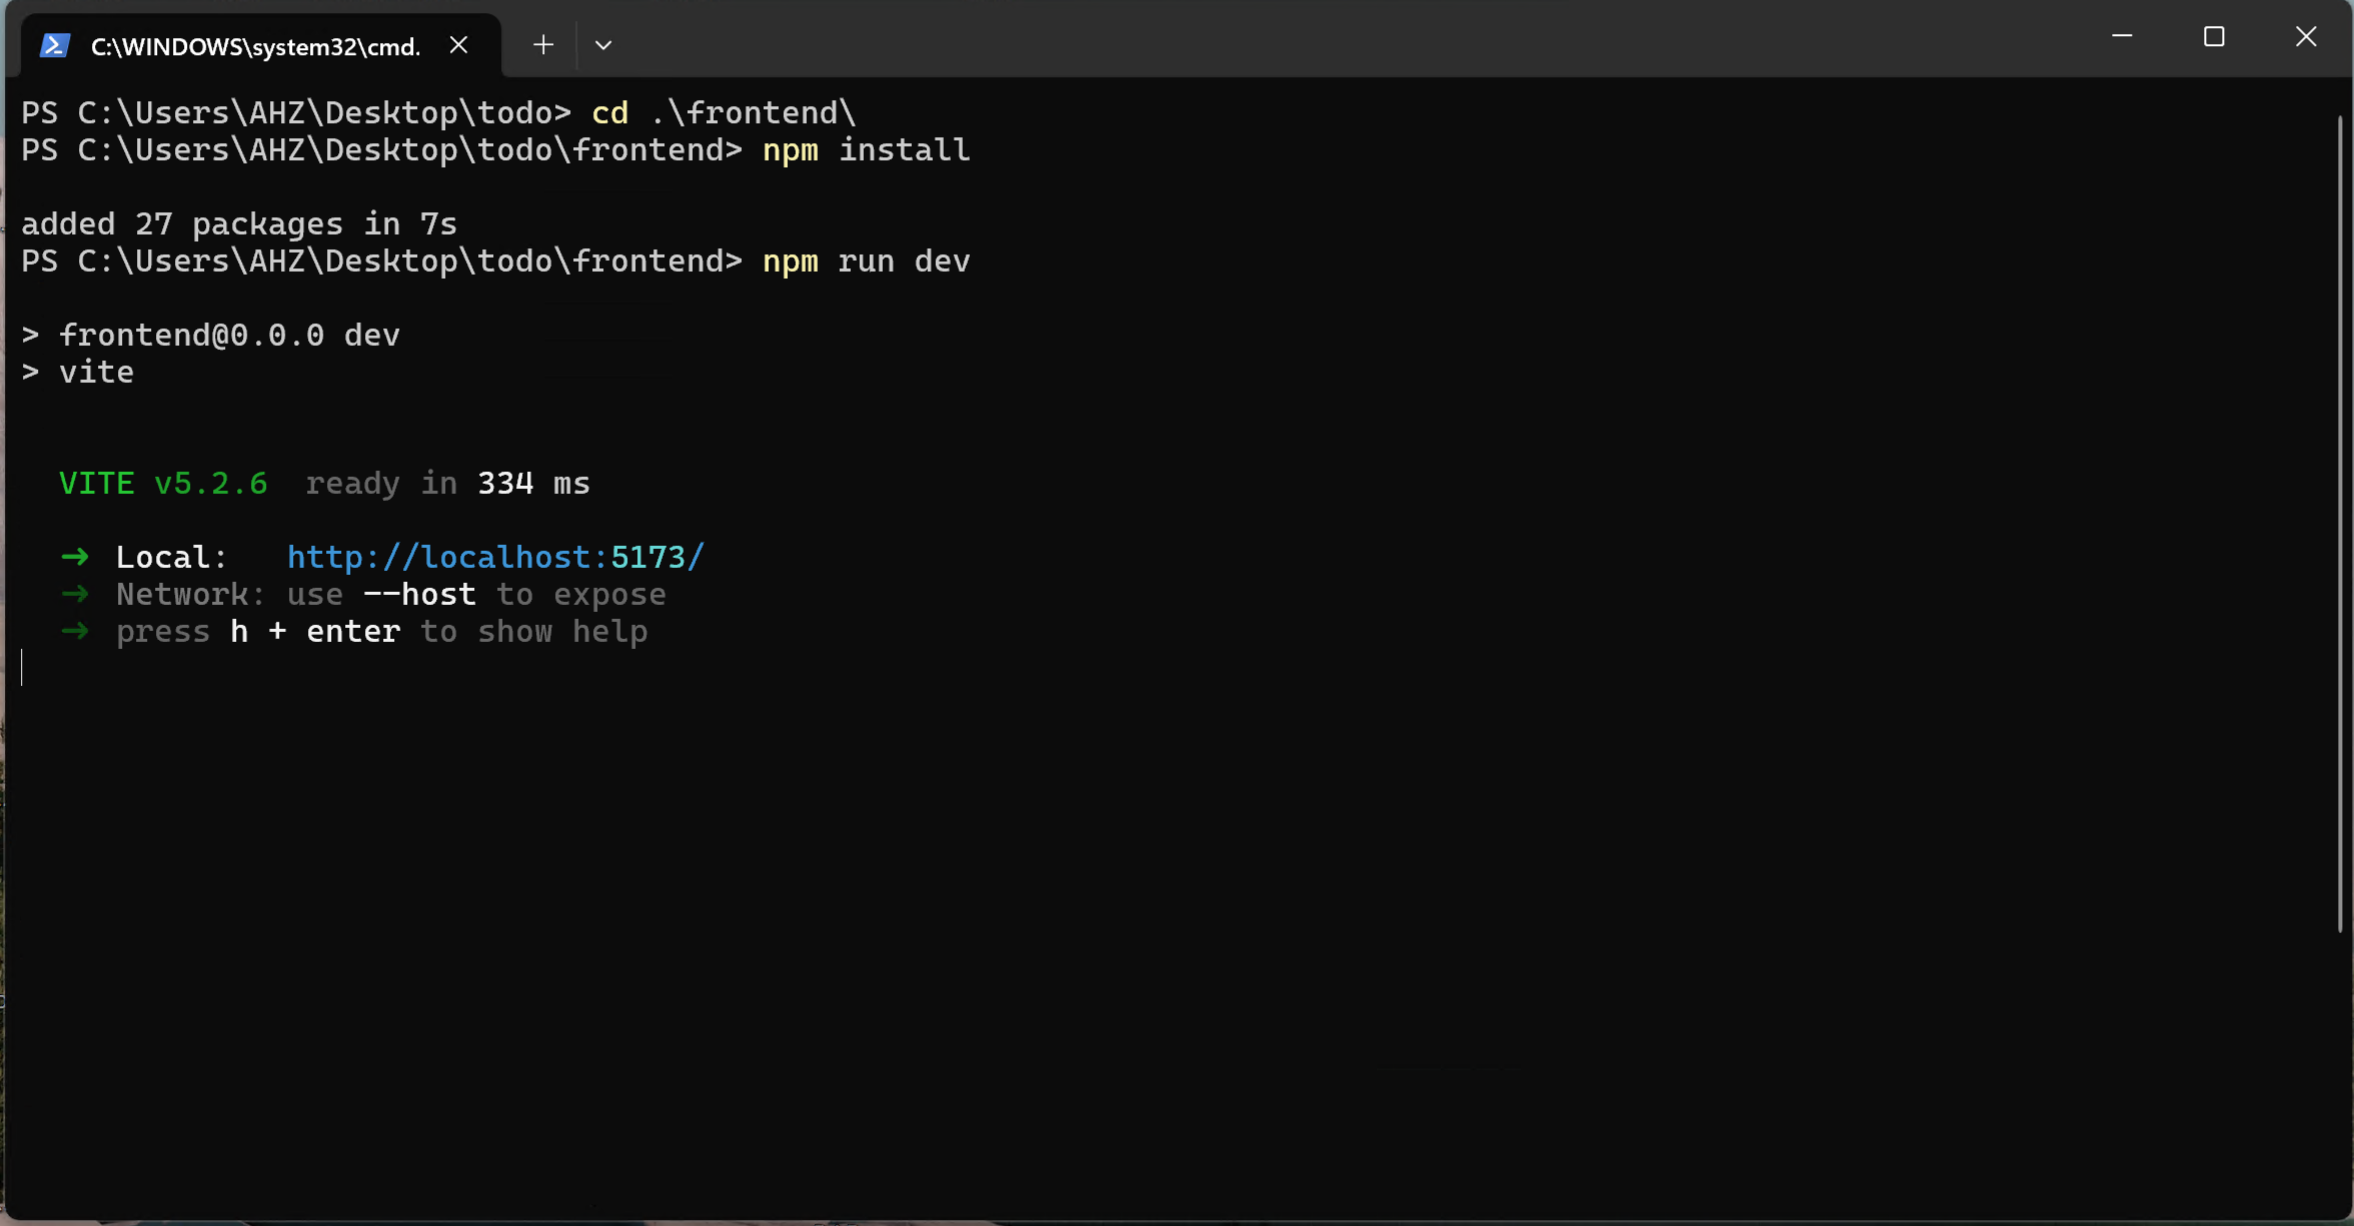 C:\WINDOWS\system32\cmd.
PS C:\Users\AHZ\Desktop\todo> cd .\frontend\
PS C:\Users\AHZ\Desktop\todo\frontend> npm install
added 27 packages in 7s
PS C:\Users\AHZ\Desktop\todo\frontend> npm run dev
> frontend@0.0.0 dev
> vite
VITE v5.2.6  ready in 334 ms
➜  Local:   http://localhost:5173/
➜  Network: use --host to expose
➜  press h + enter to show help